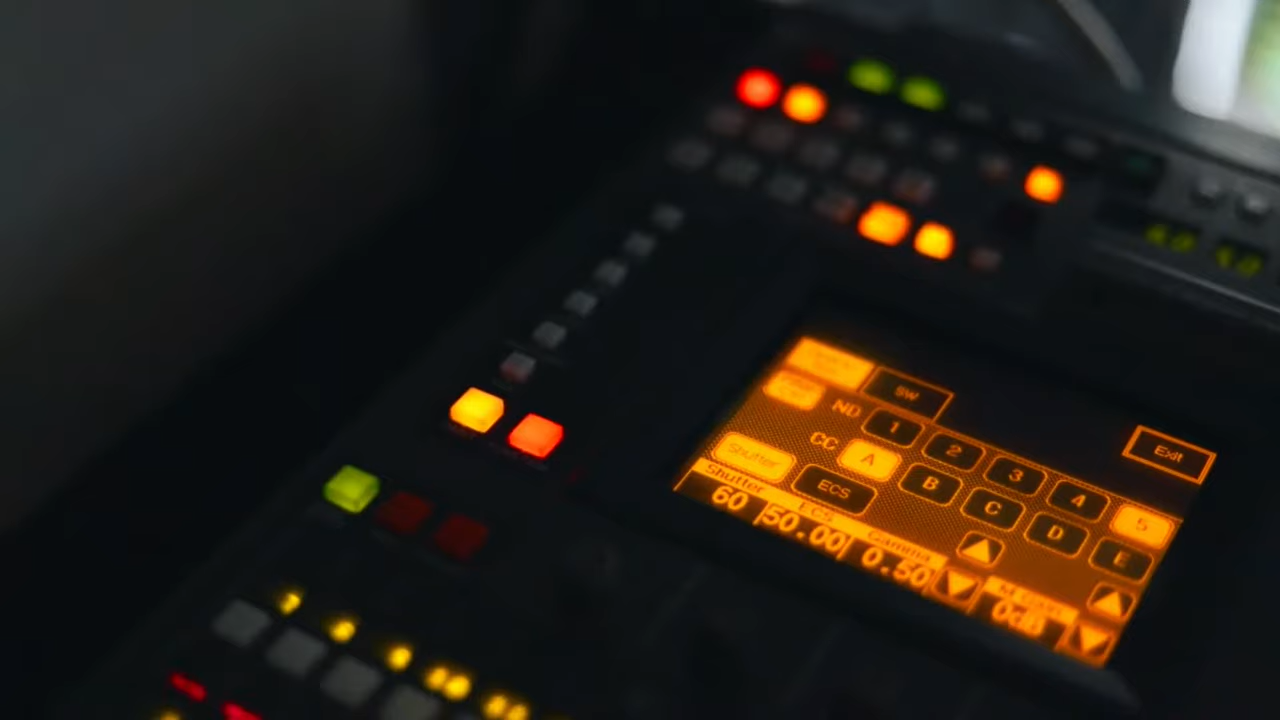 SW
Exit
ND 1 2 3 4 5
CC A B C D E
Shutter ECS
Shutter ECS Gamma M.Gain
60 50.00 0.50 0dB